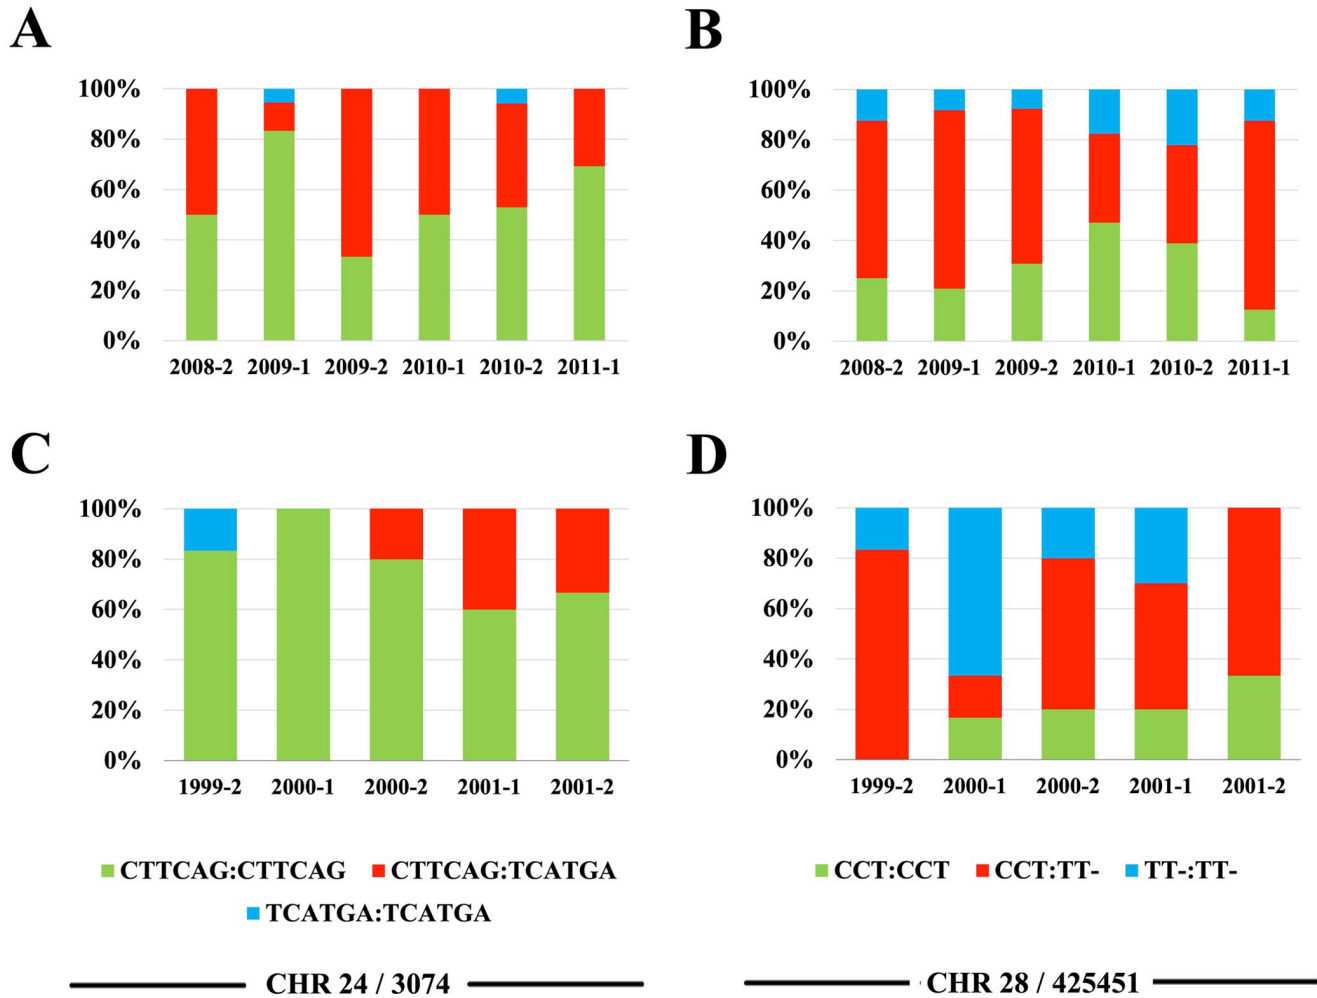 A
100%
80%
60%
40%
20%
0%
2008-2 2009-1 2009-2 2010-1 2010-2 2011-1
B
100%
80%
60%
40%
20%
0%
2008-2 2009-1 2009-2 2010-1 2010-2 2011-1
C
100%
80%
60%
40%
20%
0%
1999-2 2000-1 2000-2 2001-1 2001-2
D
100%
80%
60%
40%
20%
0%
1999-2 2000-1 2000-2 2001-1 2001-2
CTTCAG:CTTCAG CTTCAG:TCATGA
TCATGA:TCATGA
CCT:CCT CCT:TT- TT-:TT-
CHR 24 / 3074
CHR 28 / 425451